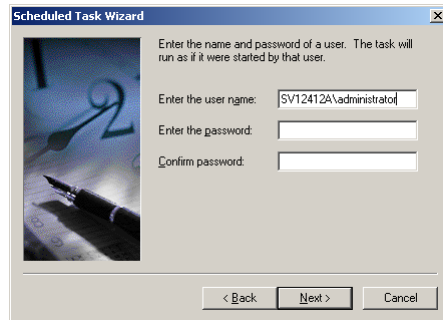 Scheduled Task Wizard
Enter the name and password of a user. The task will
run as if it were started by that user.
Enter the user name: SV12412A\administrator
Enter the password:
Confirm password:
< Back Next > Cancel